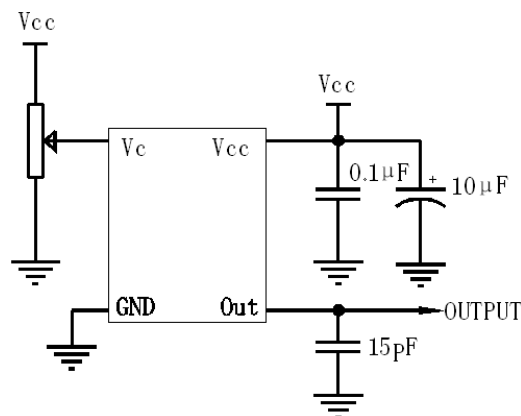 Vcc
Vcc
Vc
Vcc
0.1μF
+
10μF
GND
Out
OUTPUT
15pF